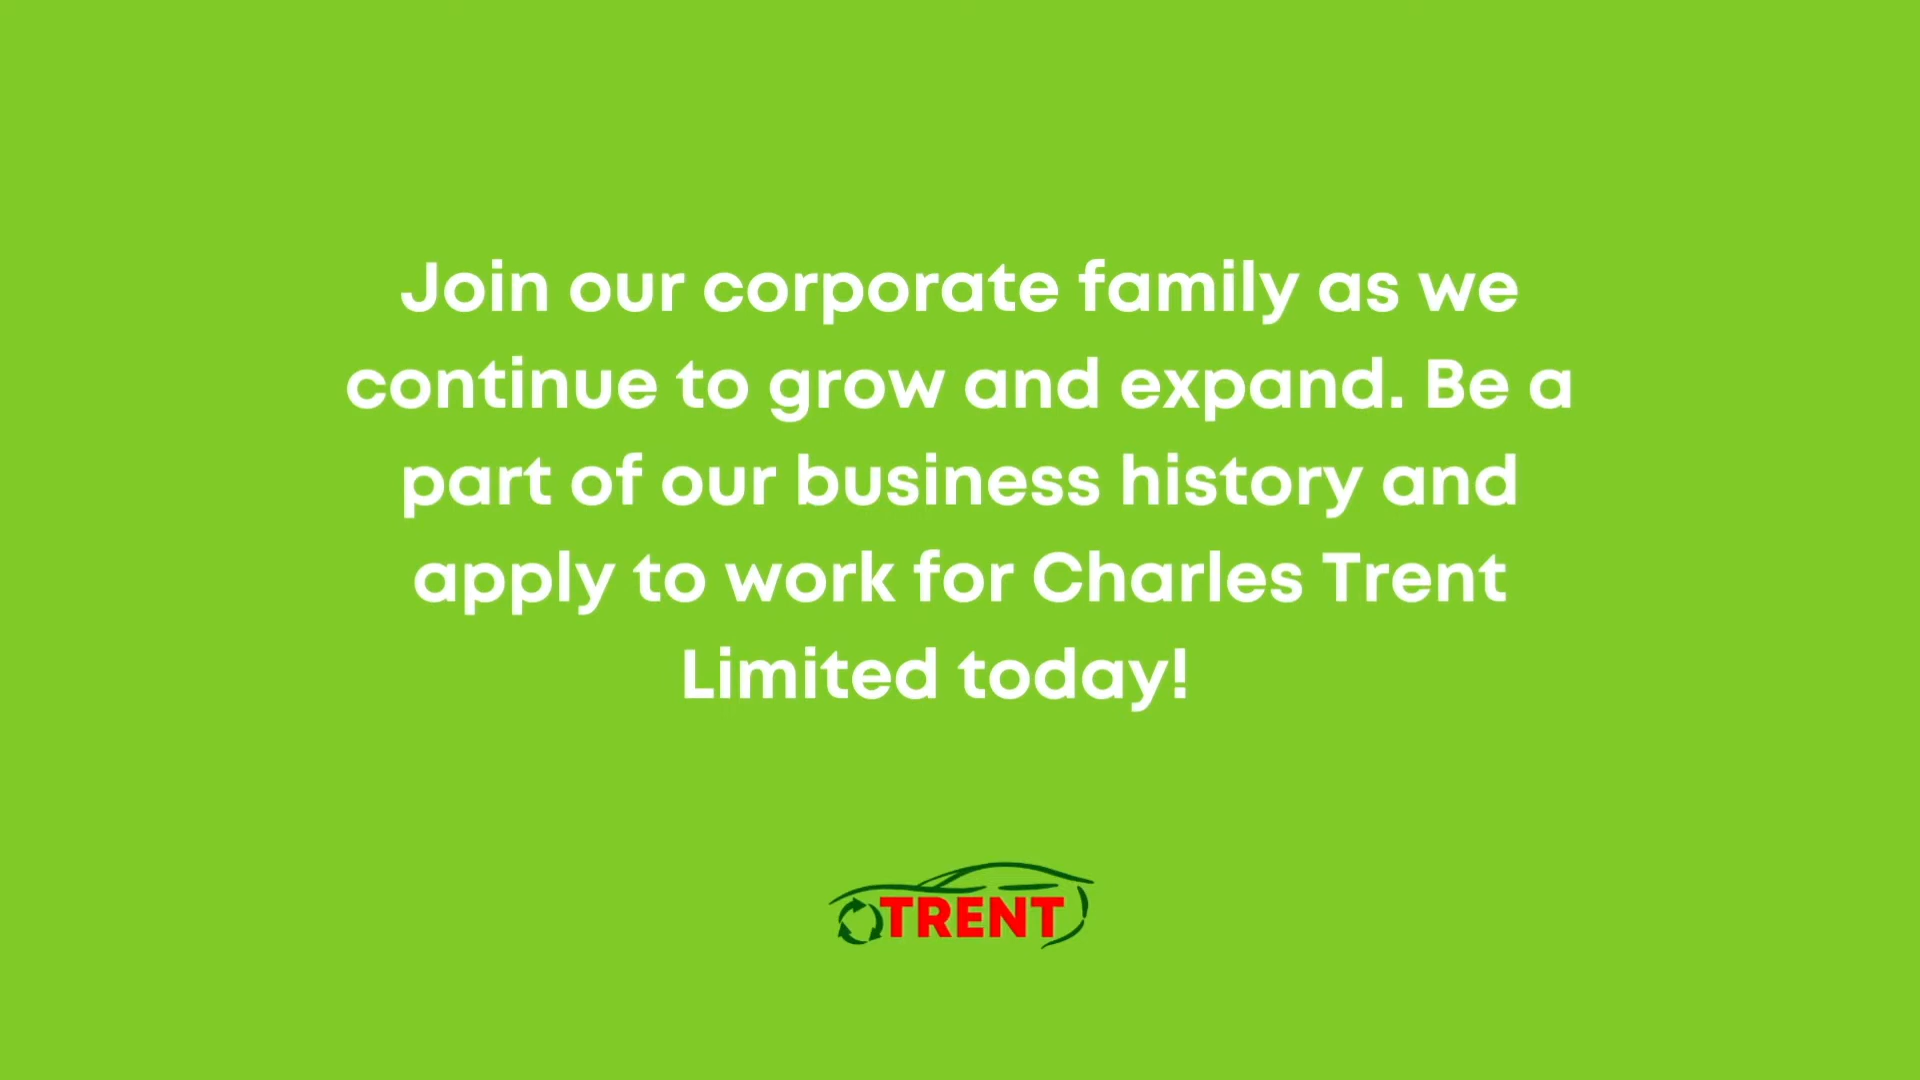 Join our corporate family as we
continue to grow and expand. Be a
part of our business history and
apply to work for Charles Trent
Limited today!
TRENT